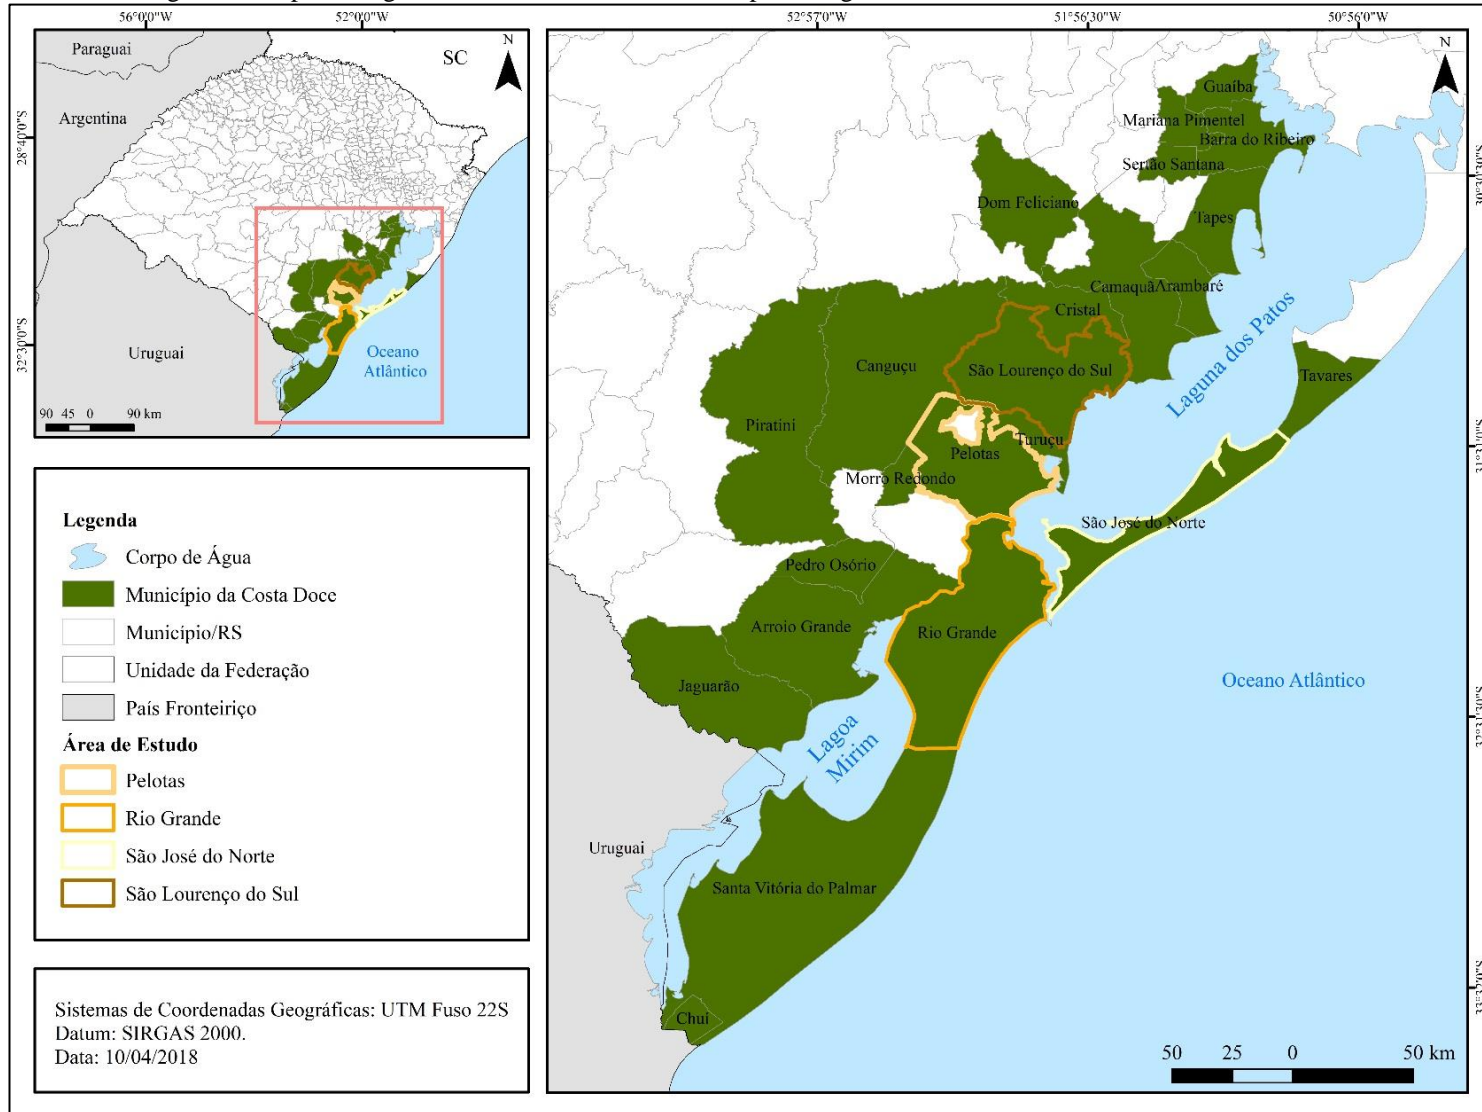 56°0'0"W
52°0'0"W
52°57'0"W
51°56'30"W
50°56'0"W
Paraguai
SC
N
Argentina
28°40'0"S
Uruguai
32°30'0"S
Oceano
Atlântico
90 45 0 90 km
Legenda
Corpo de Água
Município da Costa Doce
Município/RS
Unidade da Federação
País Fronteiriço
Área de Estudo
Pelotas
Rio Grande
São José do Norte
São Lourenço do Sul
Sistemas de Coordenadas Geográficas: UTM Fuso 22S
Datum: SIRGAS 2000.
Data: 10/04/2018
N
Guaíba
Mariana Pimentel
Barra do Ribeiro
Sertão Santana
Dom Feliciano
Tapes
Camaquã
Arambaré
Cristal
Laguna dos Patos
Canguçu
São Lourenço do Sul
Tavares
Piratini
Turuçu
Pelotas
Morro Redondo
São José do Norte
Pedro Osório
Arroio Grande
Rio Grande
Jaguarão
Oceano Atlântico
Lagoa
Mirim
Uruguai
Santa Vitória do Palmar
Chuí
50 25 0 50 km